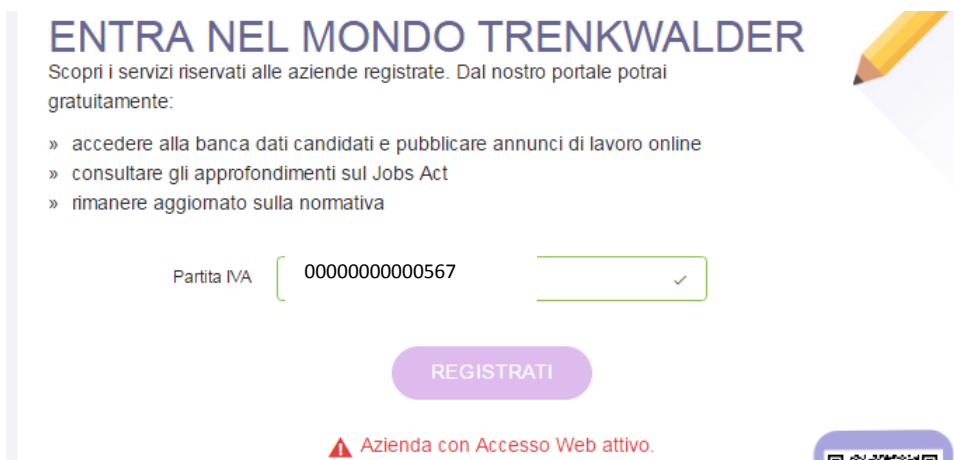 ENTRA NEL MONDO TRENKWALDER
Scopri i servizi riservati alle aziende registrate. Dal nostro portale potrai
gratuitamente:
» accedere alla banca dati candidati e pubblicare annunci di lavoro online
» consultare gli approfondimenti sul Jobs Act
» rimanere aggiornato sulla normativa
Partita IVA 00000000000567
REGISTRATI
Azienda con Accesso Web attivo.